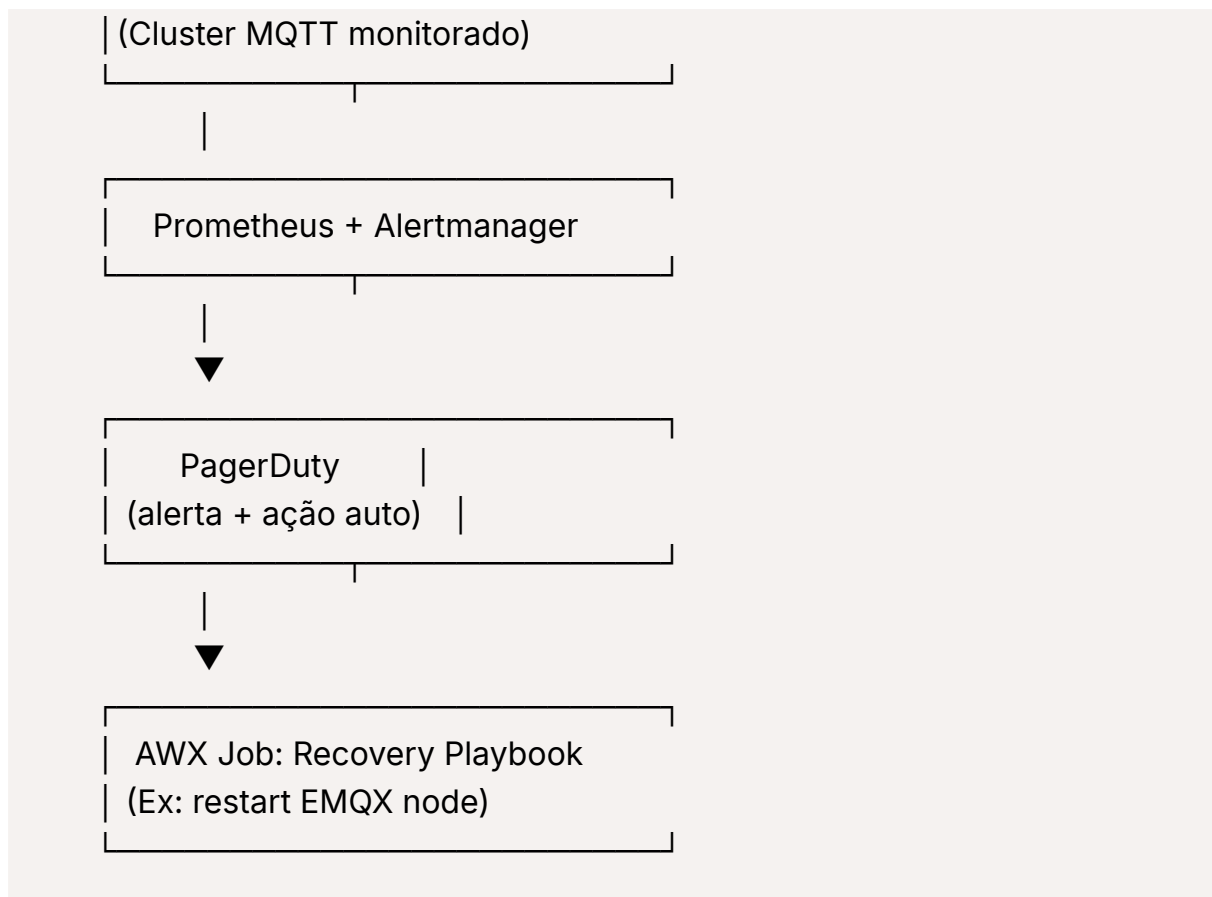 (Cluster MQTT monitorado)
Prometheus + Alertmanager
PagerDuty
(alerta + ação auto)
AWX Job: Recovery Playbook
(Ex: restart EMQX node)